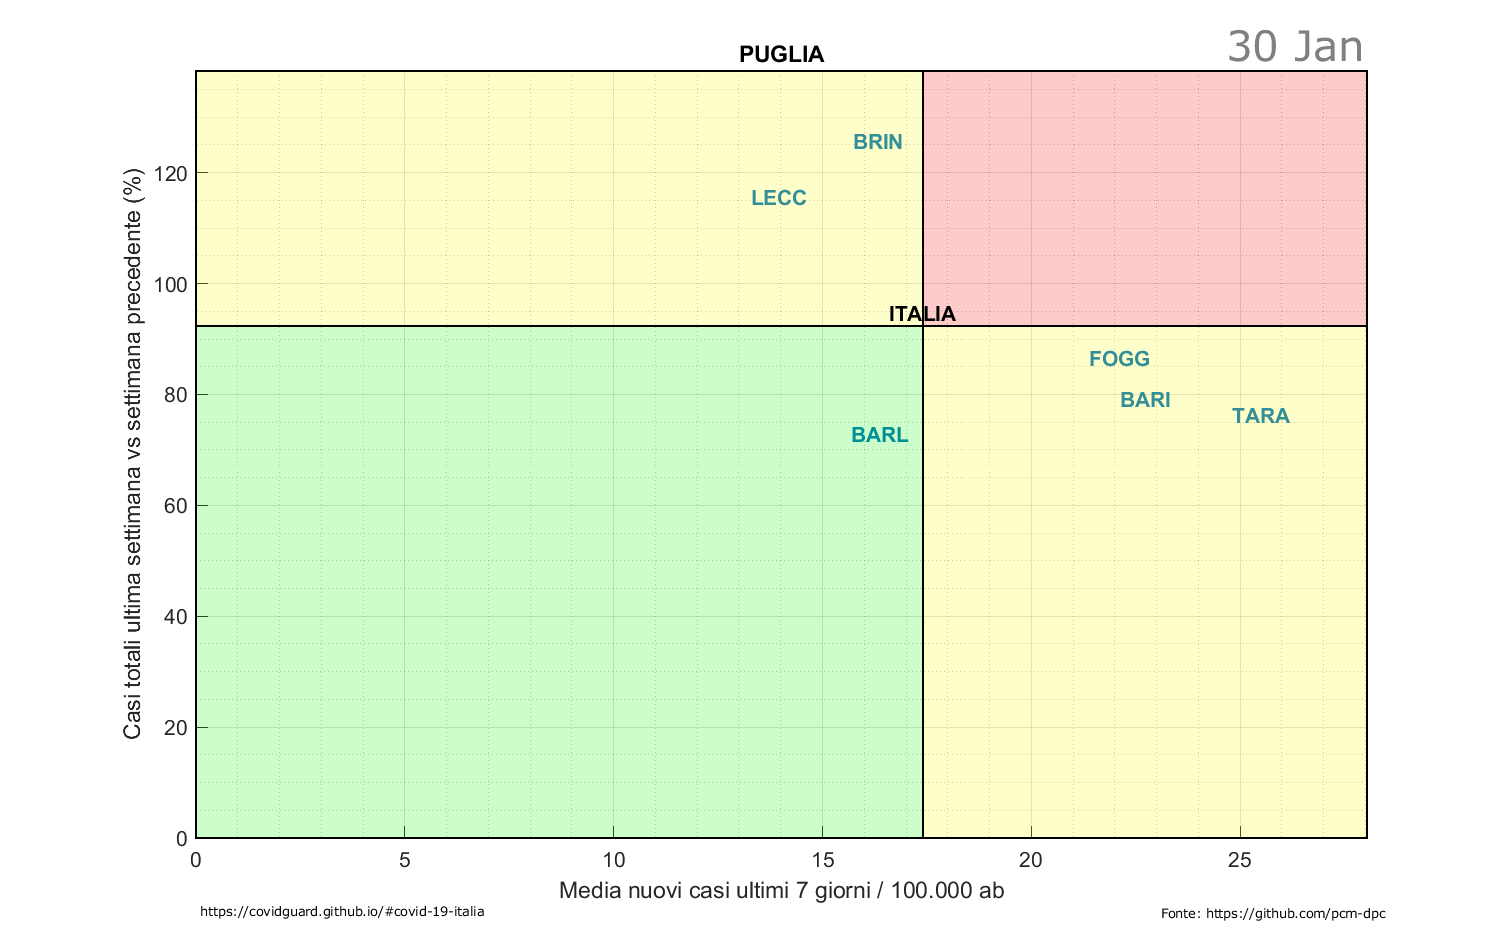 30 Jan
PUGLIA
Casi totali ultima settimana vs settimana precedente (%)
120
100
80
60
40
20
0
BRIN
LECC
ITALIA
FOGG
BARI
TARA
BARL
0 5 10 15 20 25
Media nuovi casi ultimi 7 giorni / 100.000 ab
https://covidguard.github.io/#covid-19-italia
Fonte: https://github.com/pcm-dpc